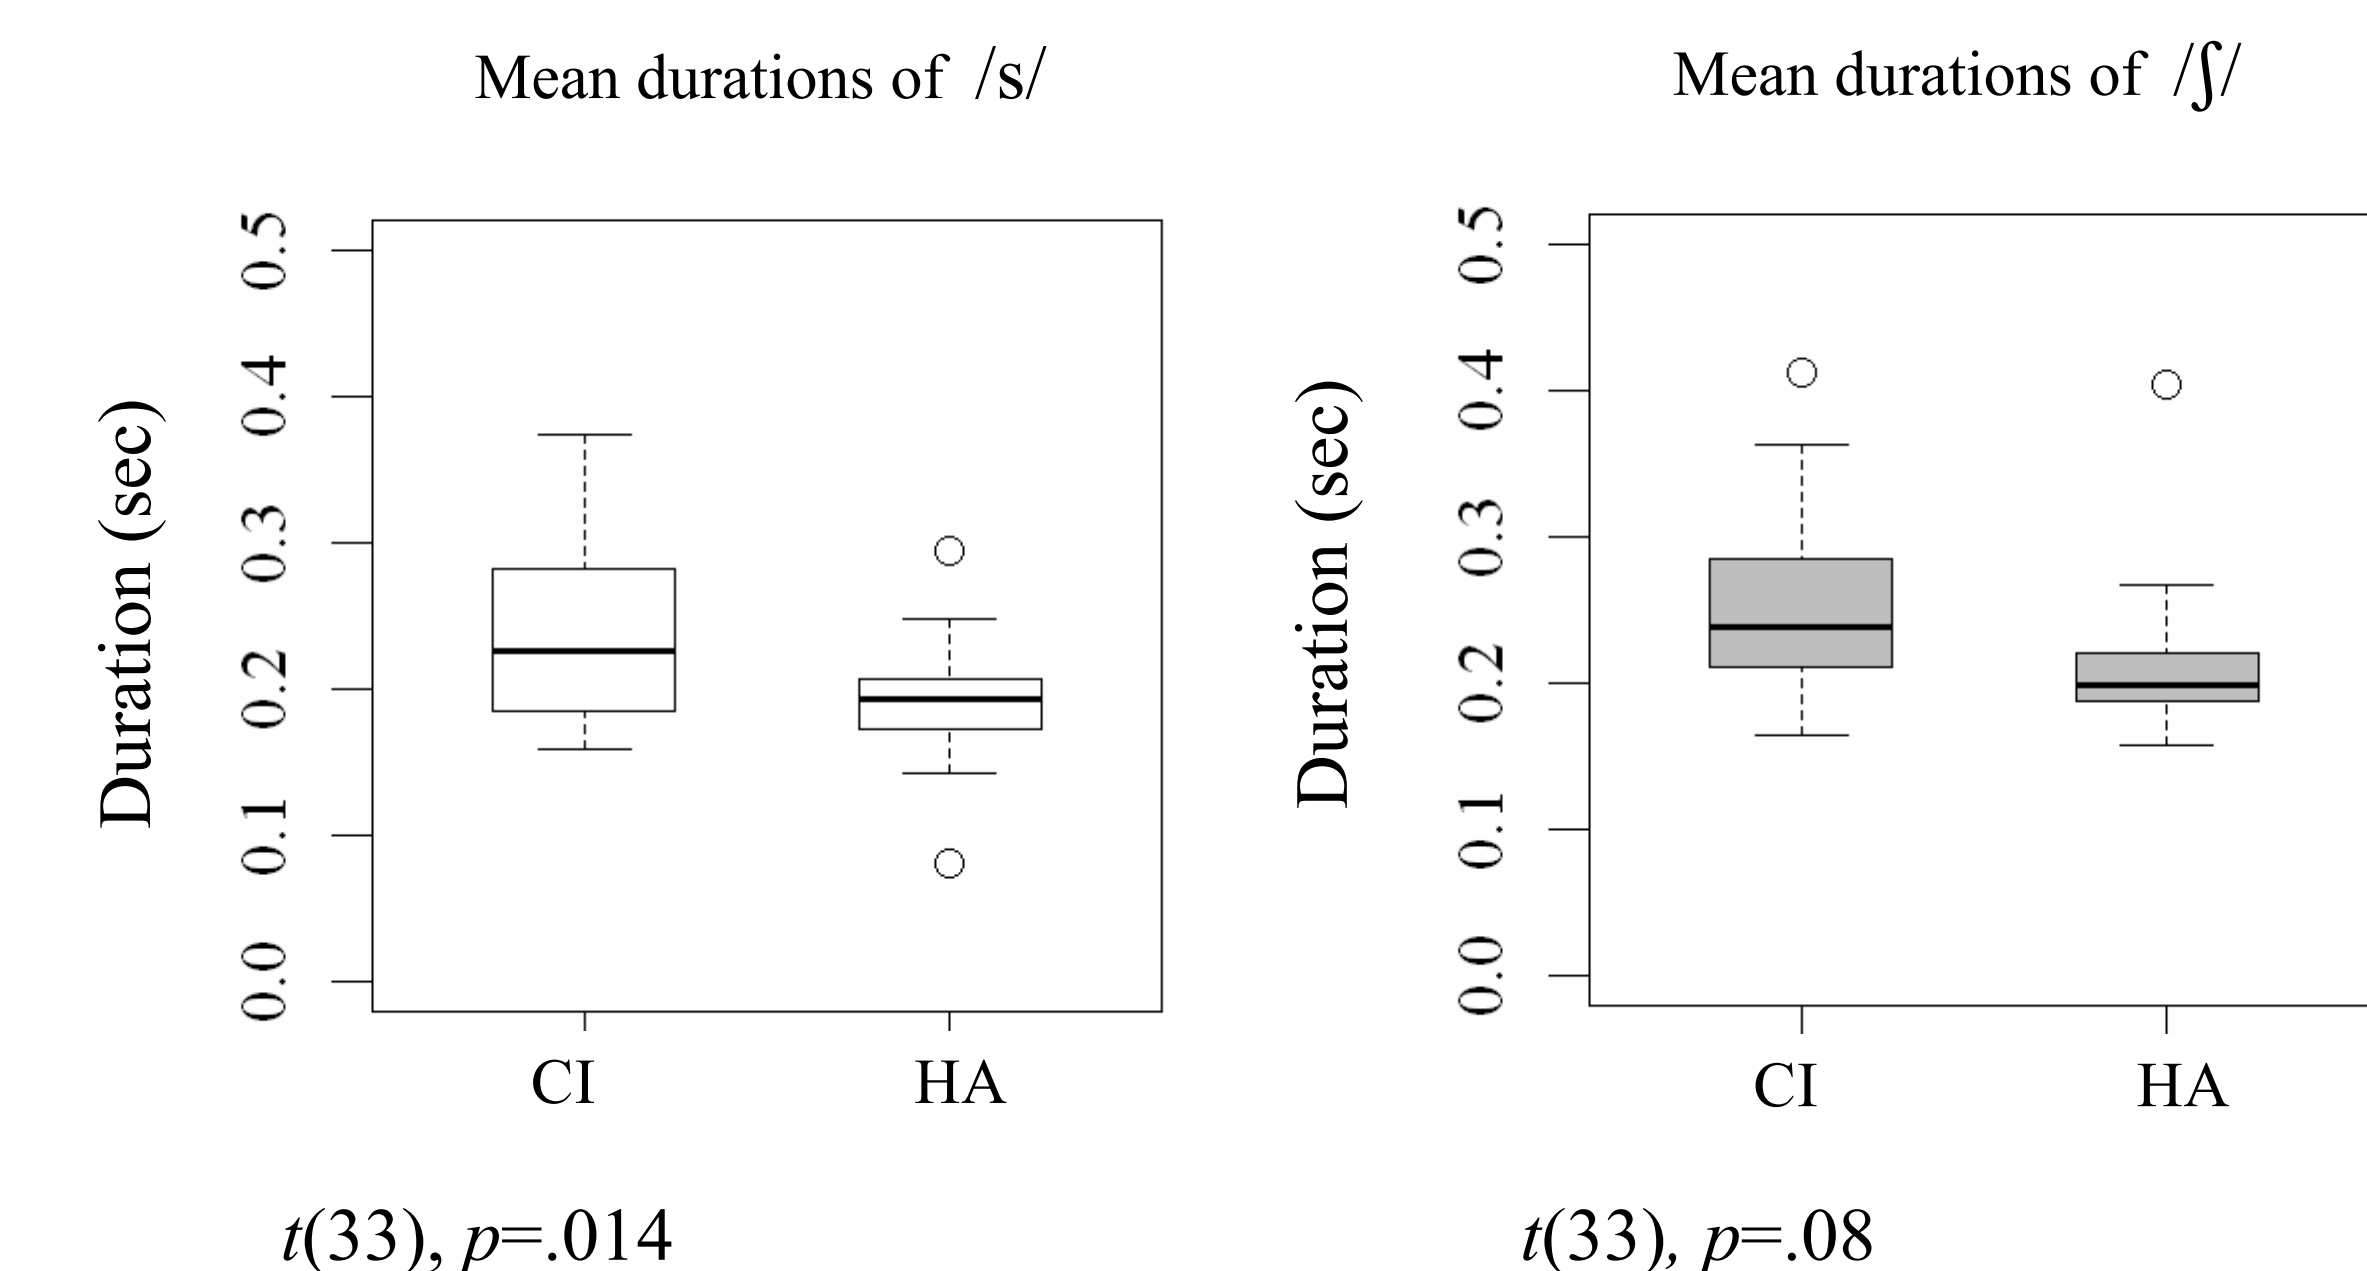 Mean durations of /s/
Duration (sec)
0.5
0.4
0.3
0.2
0.1
0.0
CI HA
t(33), p=.014
Mean durations of /ʃ/
Duration (sec)
0.5
0.4
0.3
0.2
0.1
0.0
CI HA
t(33), p=.08